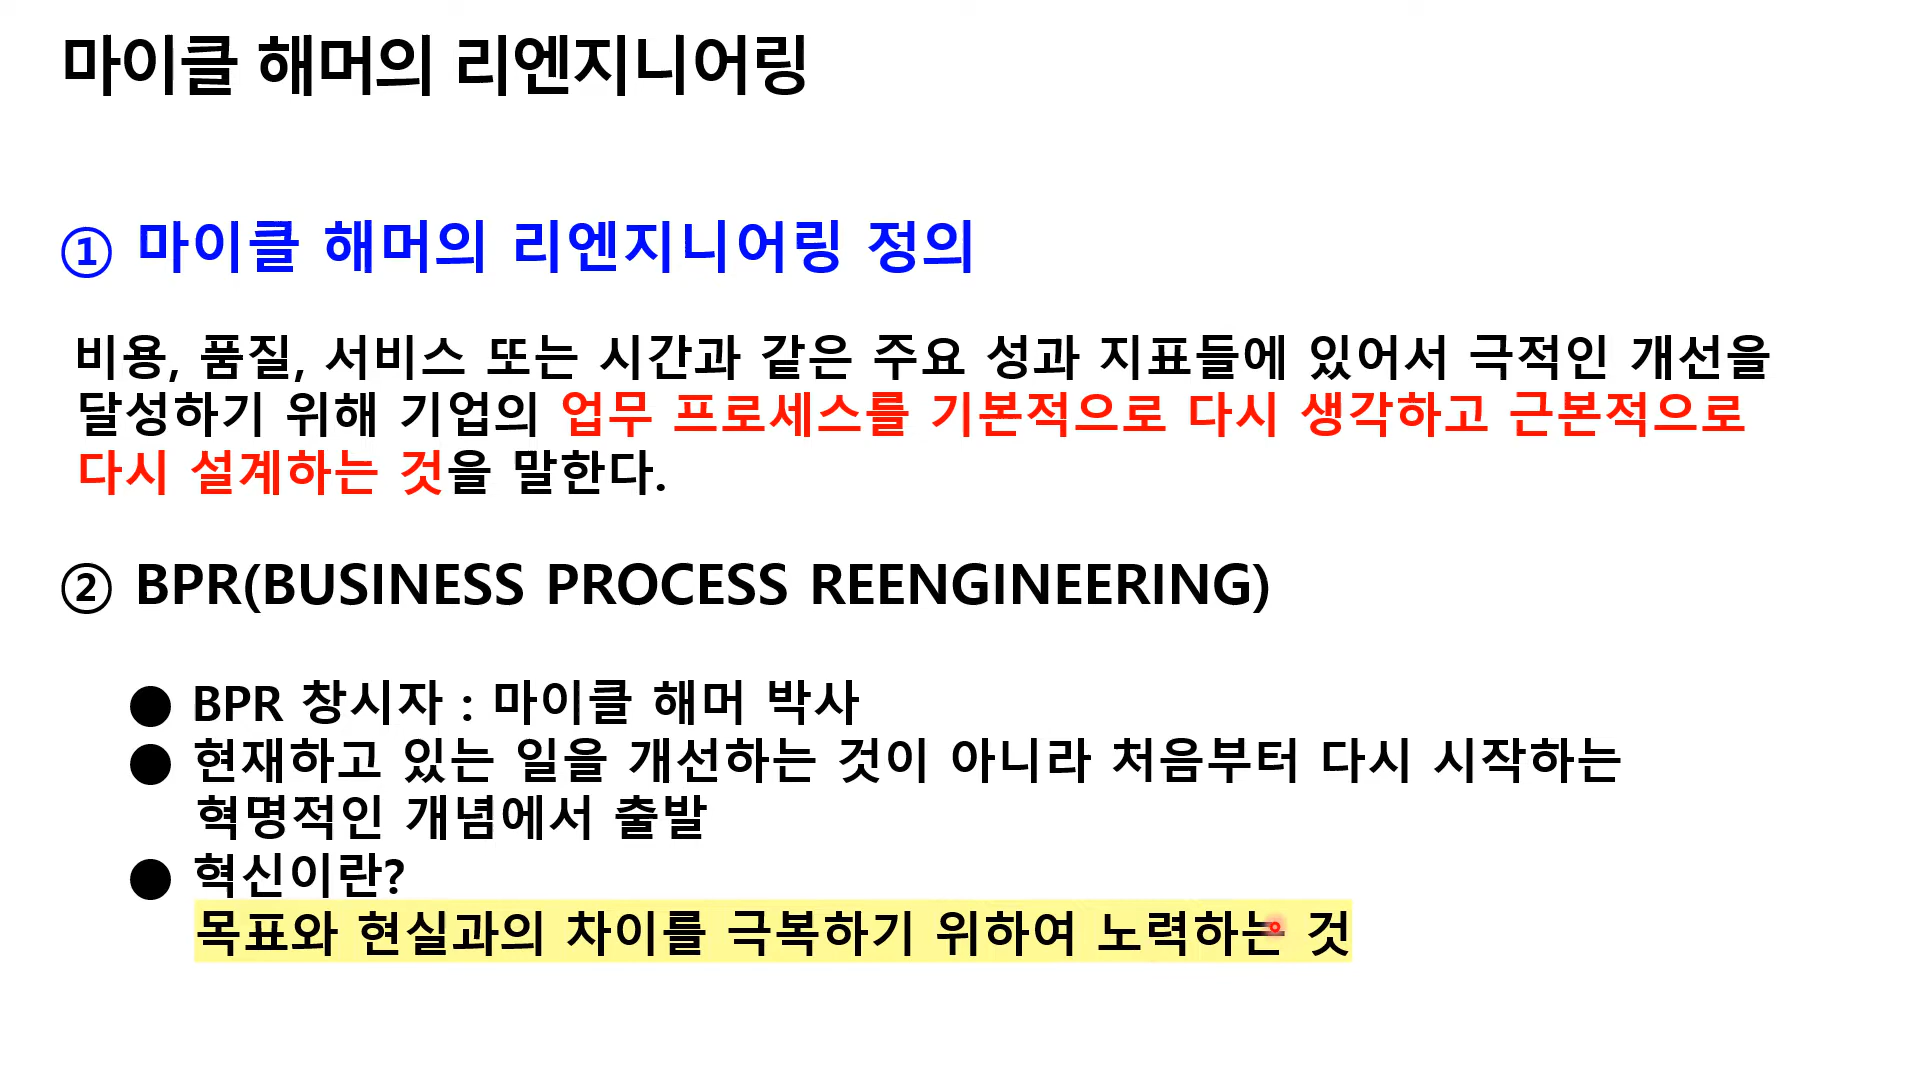 마이클 해머의 리엔지니어링
① 마이클 해머의 리엔지니어링 정의
비용, 품질, 서비스 또는 시간과 같은 주요 성과 지표들에 있어서 극적인 개선을
달성하기 위해 기업의 업무 프로세스를 기본적으로 다시 생각하고 근본적으로
다시 설계하는 것을 말한다.
② BPR(BUSINESS PROCESS REENGINEERING)
● BPR 창시자 : 마이클 해머 박사
● 현재하고 있는 일을 개선하는 것이 아니라 처음부터 다시 시작하는
혁명적인 개념에서 출발
● 혁신이란?
목표와 현실과의 차이를 극복하기 위하여 노력하는 것